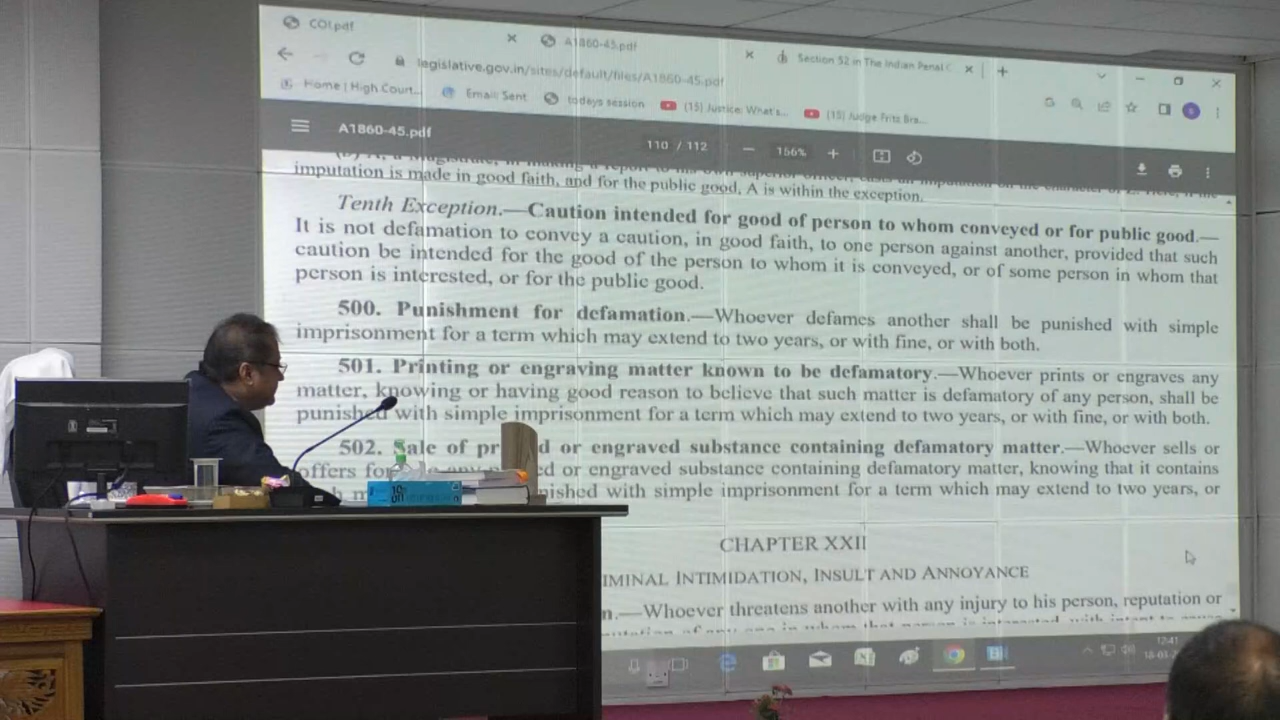 COI.pdf
A1860-45.pdf
Section 52 in The Indian Penal C
legislative.gov.in/sites/default/files/A1860-45.pdf
Home | High Court...
Email: Sent
todays session
(15) Justice: What's...
(15) Judge Fritz Bra...
A1860-45.pdf
110 / 112
156%
imputation is made in good faith, and for the public good, A is within the exception.
Tenth Exception.—Caution intended for good of person to whom conveyed or for public good.—
It is not defamation to convey a caution, in good faith, to one person against another, provided that such
caution be intended for the good of the person to whom it is conveyed, or of some person in whom that
person is interested, or for the public good.
500. Punishment for defamation.—Whoever defames another shall be punished with simple
imprisonment for a term which may extend to two years, or with fine, or with both.
501. Printing or engraving matter known to be defamatory.—Whoever prints or engraves any
matter, knowing or having good reason to believe that such matter is defamatory of any person, shall be
punished with simple imprisonment for a term which may extend to two years, or with fine, or with both.
502. Sale of pr d or engraved substance containing defamatory matter.—Whoever sells or
offers for ed or engraved substance containing defamatory matter, knowing that it contains
nished with simple imprisonment for a term which may extend to two years, or
CHAPTER XXII
IMINAL INTIMIDATION, INSULT AND ANNOYANCE
n.—Whoever threatens another with any injury to his person, reputation or
12:41